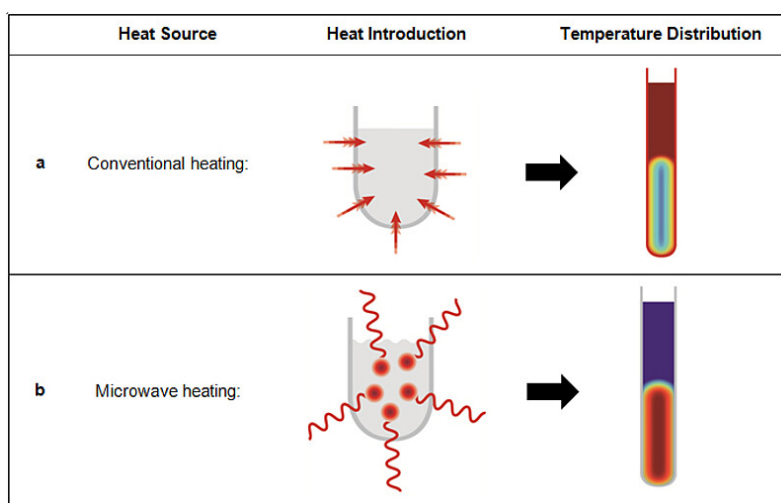 Heat Source Heat Introduction Temperature Distribution
a Conventional heating:
b Microwave heating: